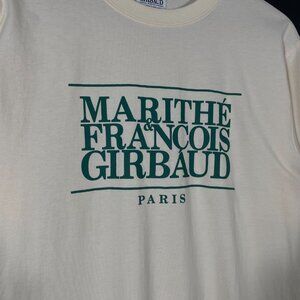 MARITHÉ
&
FRANÇOIS
GIRBAUD
PARIS